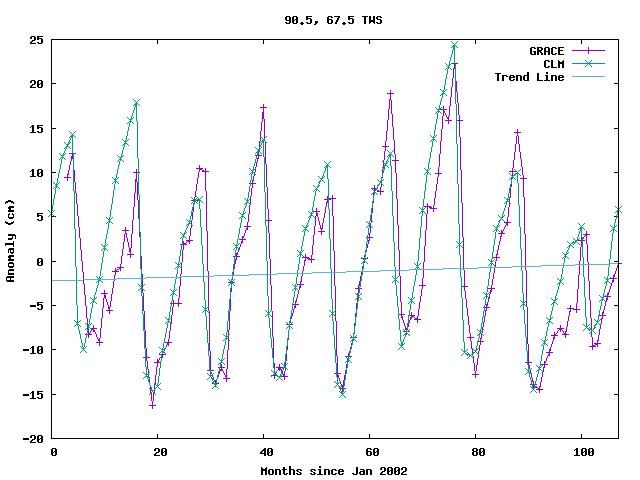 90.5, 67.5 TWS
GRACE
CLM
Trend Line
25
20
15
10
5
0
-5
-10
-15
-20
Anomaly (cm)
0 20 40 60 80 100
Months since Jan 2002